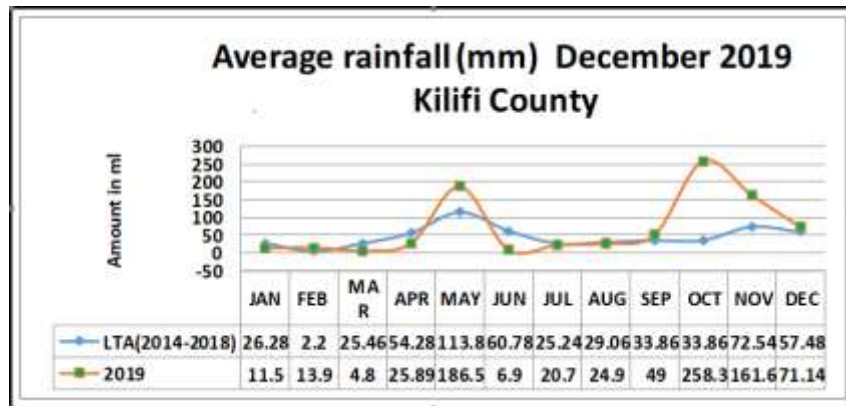 Average rainfall (mm) December 2019
Kilifi County
Amount in ml
300
250
200
150
100
50
0
-50
JAN FEB MA R APR MAY JUN JUL AUG SEP OCT NOV DEC
LTA(2014-2018) 26.28 2.2 25.46 54.28 113.8 60.78 25.24 29.06 33.86 33.86 72.54 57.48
2019 11.5 13.9 4.8 25.89 186.5 6.9 20.7 24.9 49 258.3 161.6 71.14